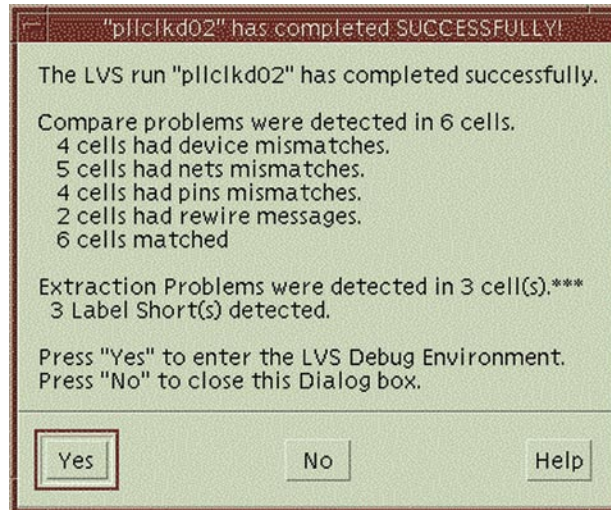 "pllclkd02" has completed SUCCESSFULLY!
The LVS run "pllclkd02" has completed successfully.
Compare problems were detected in 6 cells.
4 cells had device mismatches.
5 cells had nets mismatches.
4 cells had pins mismatches.
2 cells had rewire messages.
6 cells matched
Extraction Problems were detected in 3 cell(s).***
3 Label Short(s) detected.
Press "Yes" to enter the LVS Debug Environment.
Press "No" to close this Dialog box.
Yes No Help